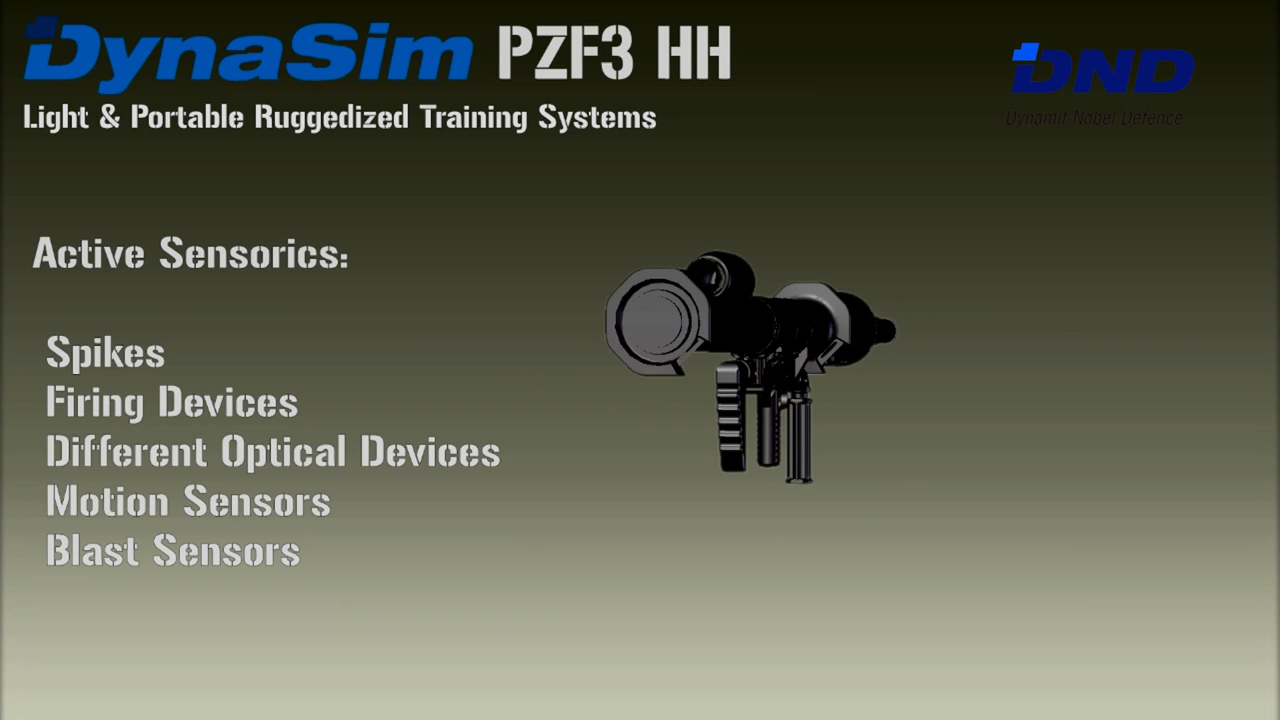 DynaSim PZF3 HH
DND
Light & Portable Ruggedized Training Systems
Dynamit Nobel Defence
Active Sensorics:
Spikes
Firing Devices
Different Optical Devices
Motion Sensors
Blast Sensors